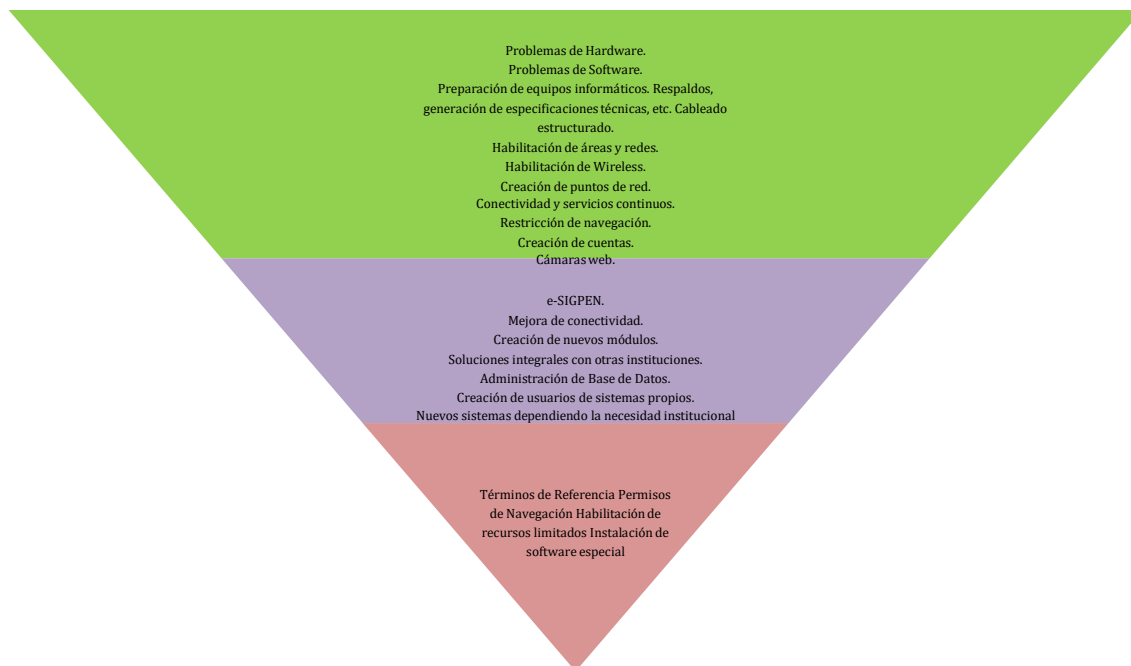 Problemas de Hardware.
Problemas de Software.
Preparación de equipos informáticos. Respaldos,
generación de especificaciones técnicas, etc. Cableado
estructurado.
Habilitación de áreas y redes.
Habilitación de Wireless.
Creación de puntos de red.
Conectividad y servicios continuos.
Restricción de navegación.
Creación de cuentas.
Cámaras web.
e-SIGPEN.
Mejora de conectividad.
Creación de nuevos módulos.
Soluciones integrales con otras instituciones.
Administración de Base de Datos.
Creación de usuarios de sistemas propios.
Nuevos sistemas dependiendo la necesidad institucional
Términos de Referencia Permisos
de Navegación Habilitación de
recursos limitados Instalación de
software especial